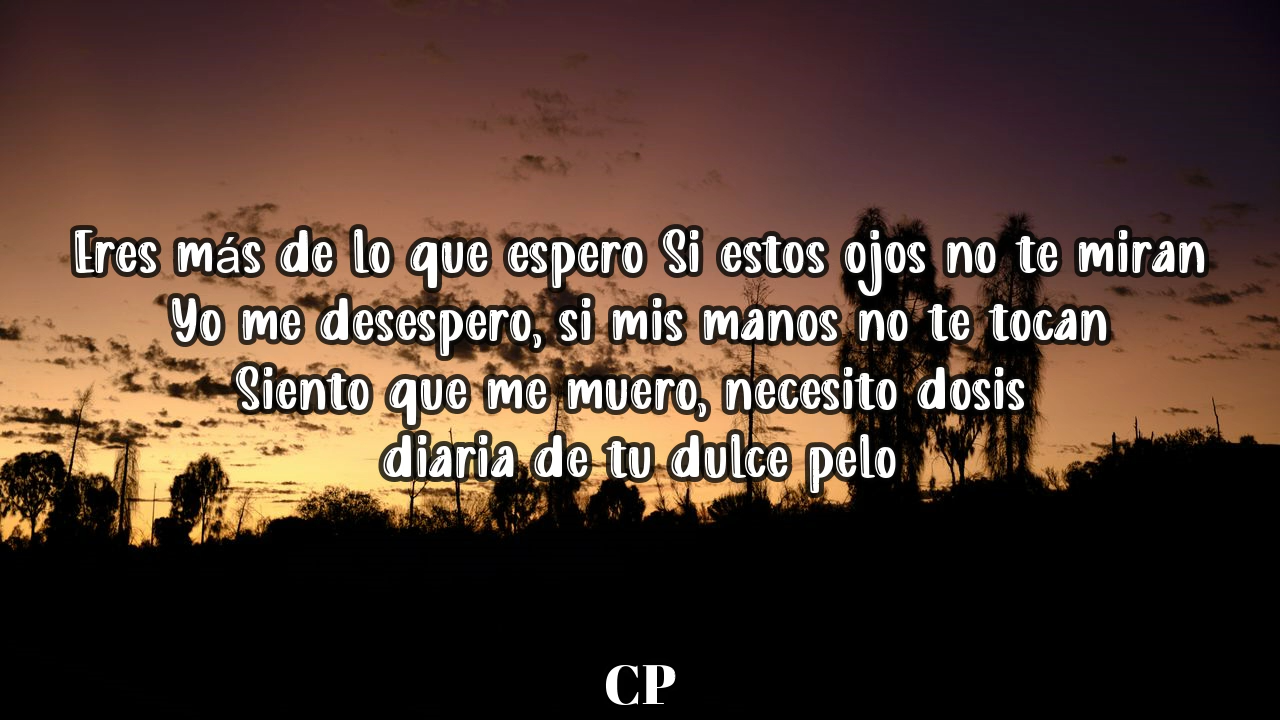 Eres más de lo que espero Si estos ojos no te miran
Yo me desespero, si mis manos no te tocan
Siento que me muero, necesito dosis
diaria de tu dulce pelo
CP